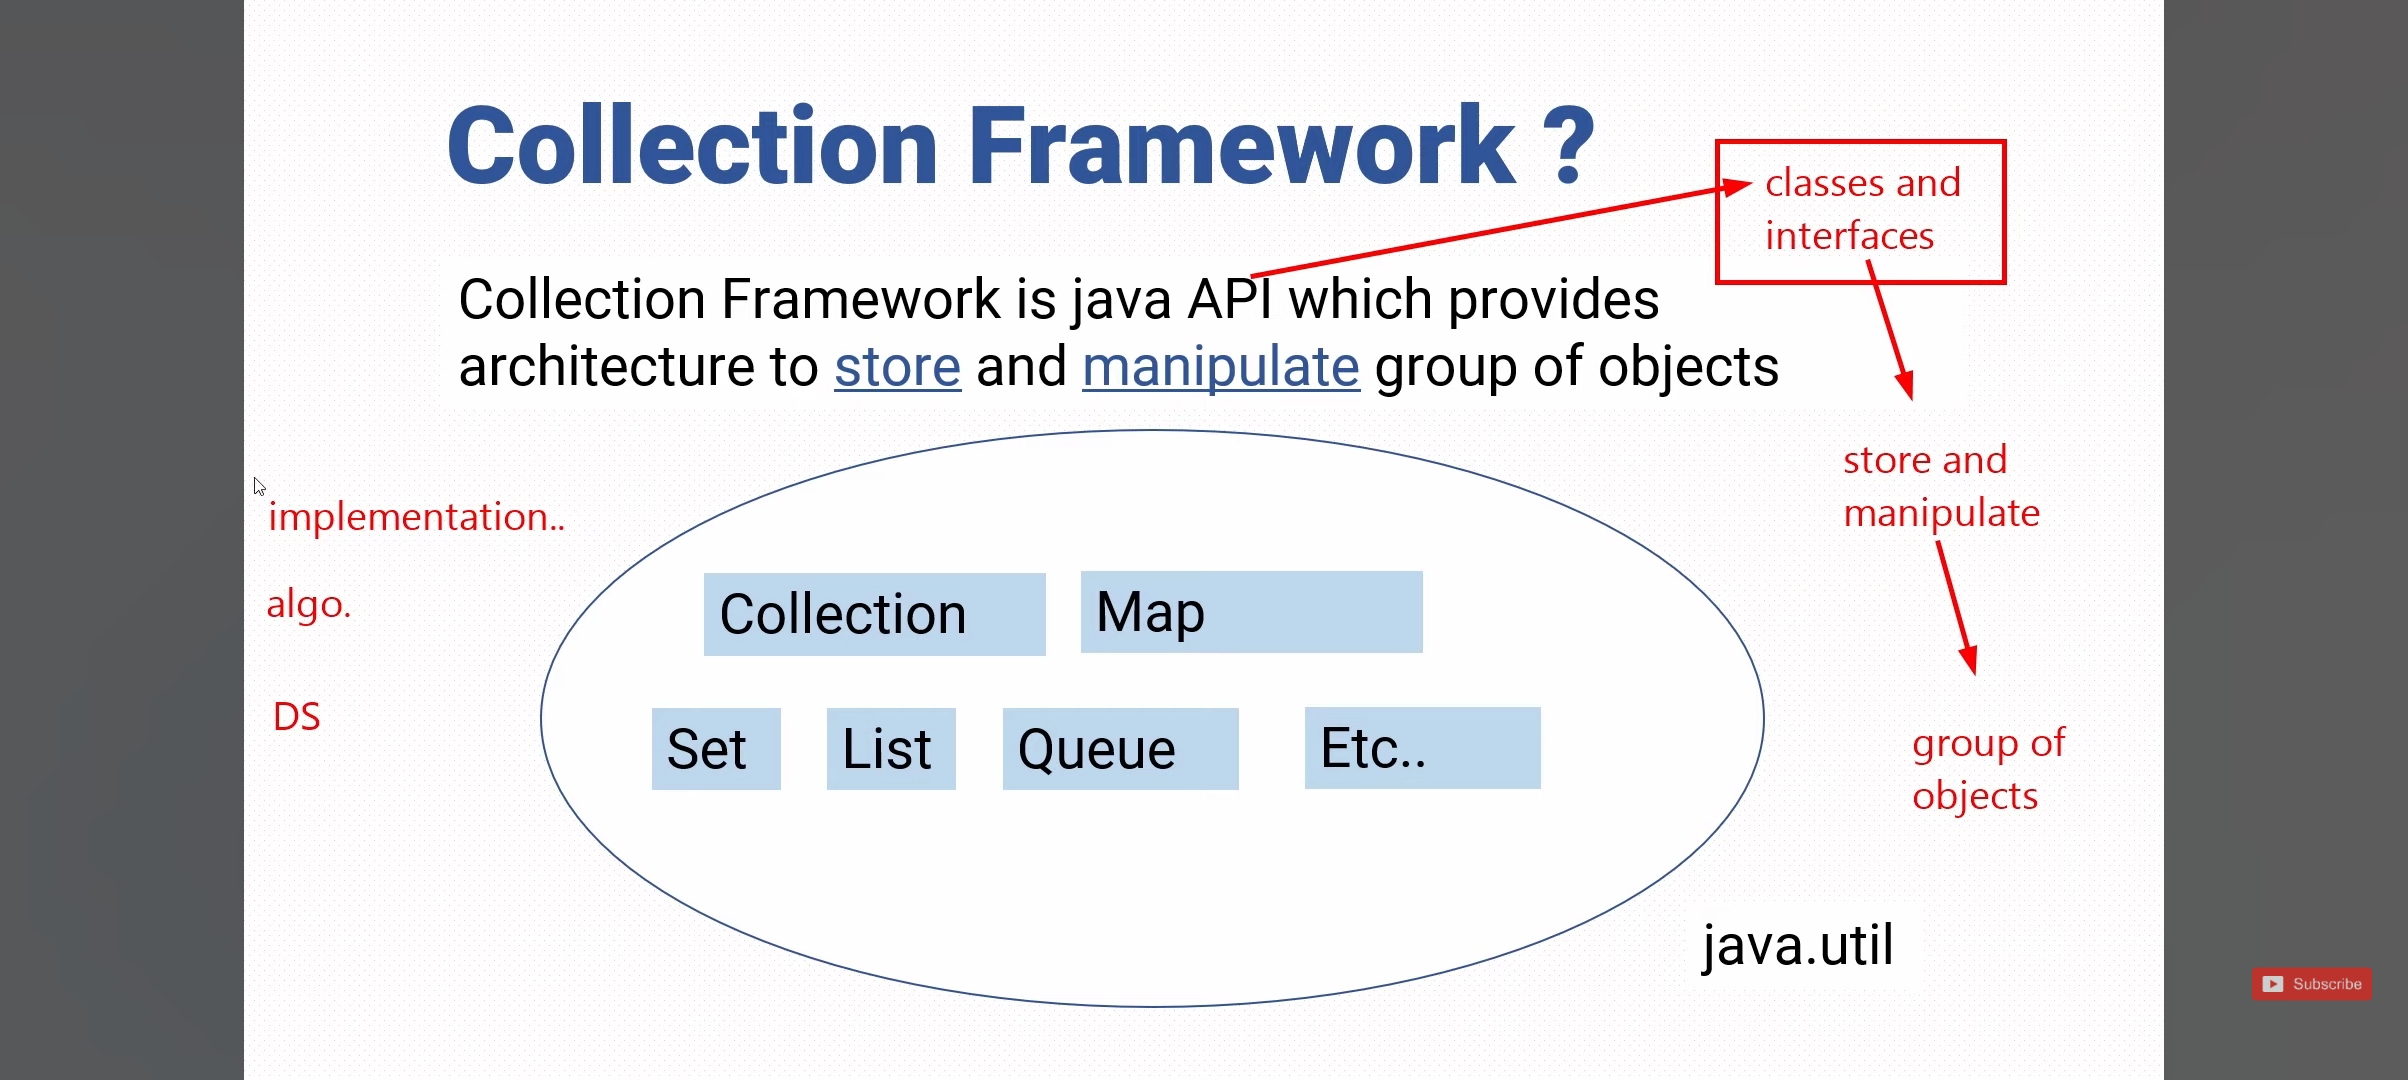 Collection Framework ?
classes and
interfaces
Collection Framework is java API which provides
architecture to store and manipulate group of objects
store and
manipulate
implementation..
algo.
DS
Collection
Map
Set
List
Queue
Etc..
group of
objects
java.util
Subscribe